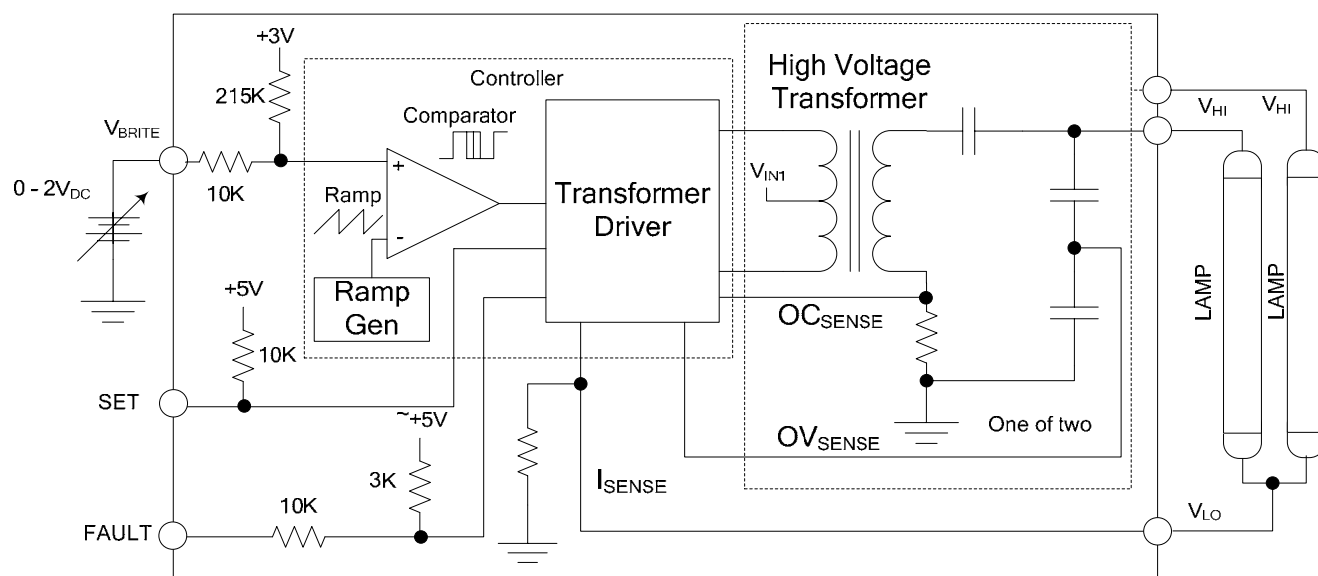 +3V
215K
V_BRITE
10K
0 - 2V_DC
Controller
Comparator
Ramp
+
-
Ramp
Gen
Transformer
Driver
High Voltage
Transformer
V_IN1
V_HI
V_HI
LAMP
LAMP
+5V
10K
SET
OC_SENSE
~+5V
3K
One of two
OV_SENSE
I_SENSE
10K
FAULT
V_LO